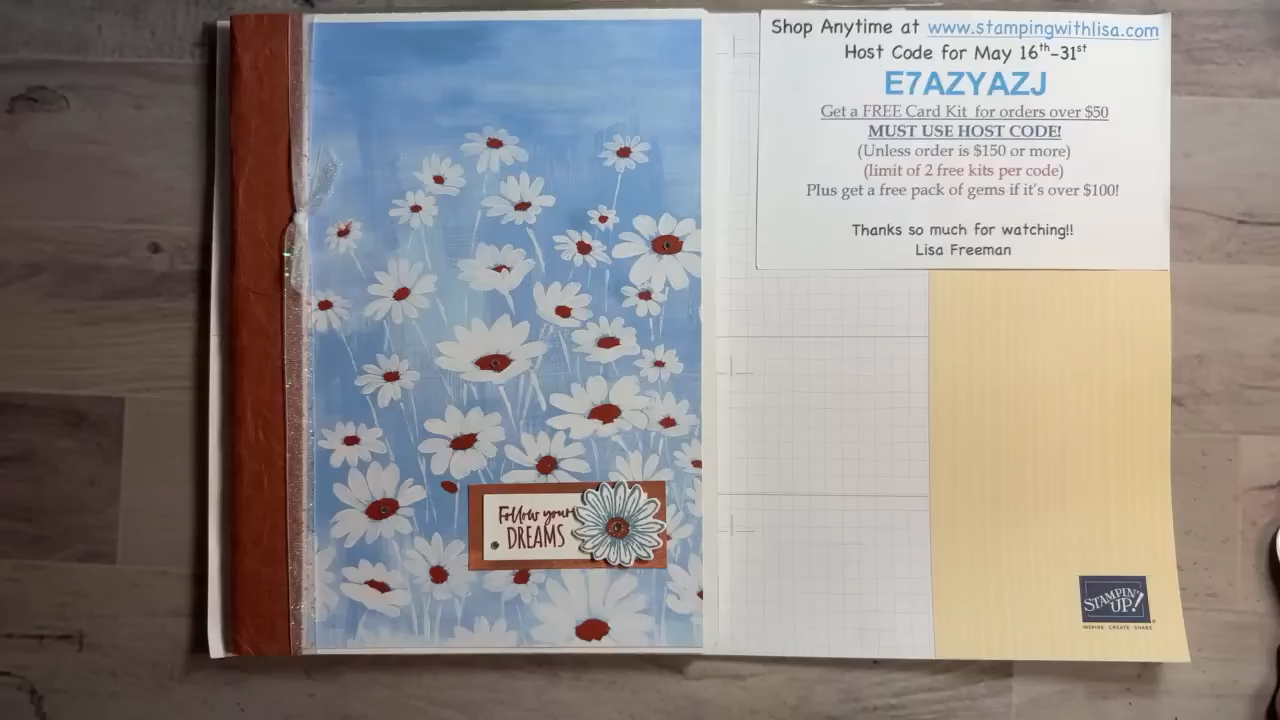 Shop Anytime at www.stampingwithlisa.com
Host Code for May 16th-31st
E7AZYAZJ
Get a FREE Card Kit for orders over $50
MUST USE HOST CODE!
(Unless order is $150 or more)
(limit of 2 free kits per code)
Plus get a free pack of gems if it's over $100!
Thanks so much for watching!!
Lisa Freeman
Follow your
DREAMS
STAMPIN' UP!
INSPIRE · CREATE · SHARE